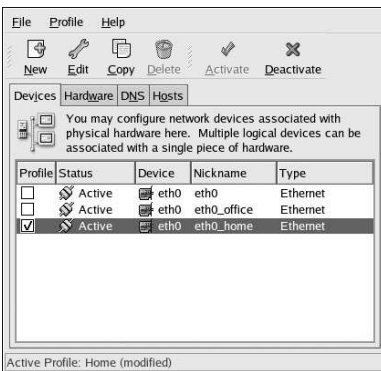 File Profile Help
New Edit Copy Delete Activate Deactivate
Devices Hardware DNS Hosts
You may configure network devices associated with
physical hardware here. Multiple logical devices can be
associated with a single piece of hardware.
Profile Status Device Nickname Type
Active eth0 eth0 Ethernet
Active eth0 eth0_office Ethernet
Active eth0 eth0_home Ethernet
Active Profile: Home (modified)